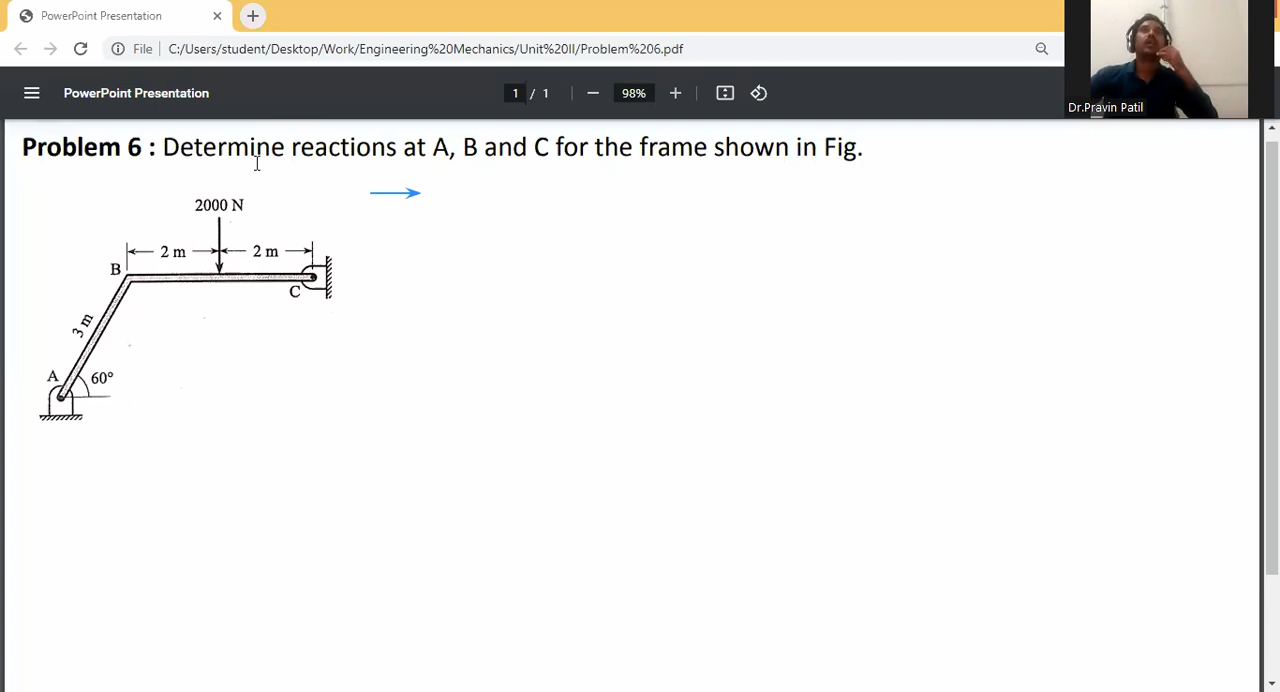 PowerPoint Presentation
File C:/Users/student/Desktop/Work/Engineering%20Mechanics/Unit%20II/Problem%206.pdf
PowerPoint Presentation
1 / 1
98%
Dr.Pravin Patil
Problem 6 : Determine reactions at A, B and C for the frame shown in Fig.
2000 N
2 m 2 m
B
C
3 m
A 60°